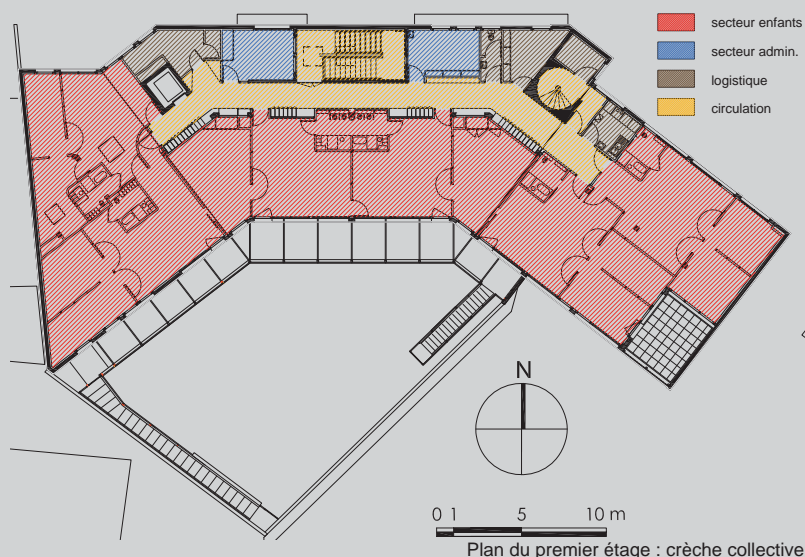 secteur enfants
secteur admin.
logistique
circulation
N
0 1 5 10 m
Plan du premier étage : crèche collective